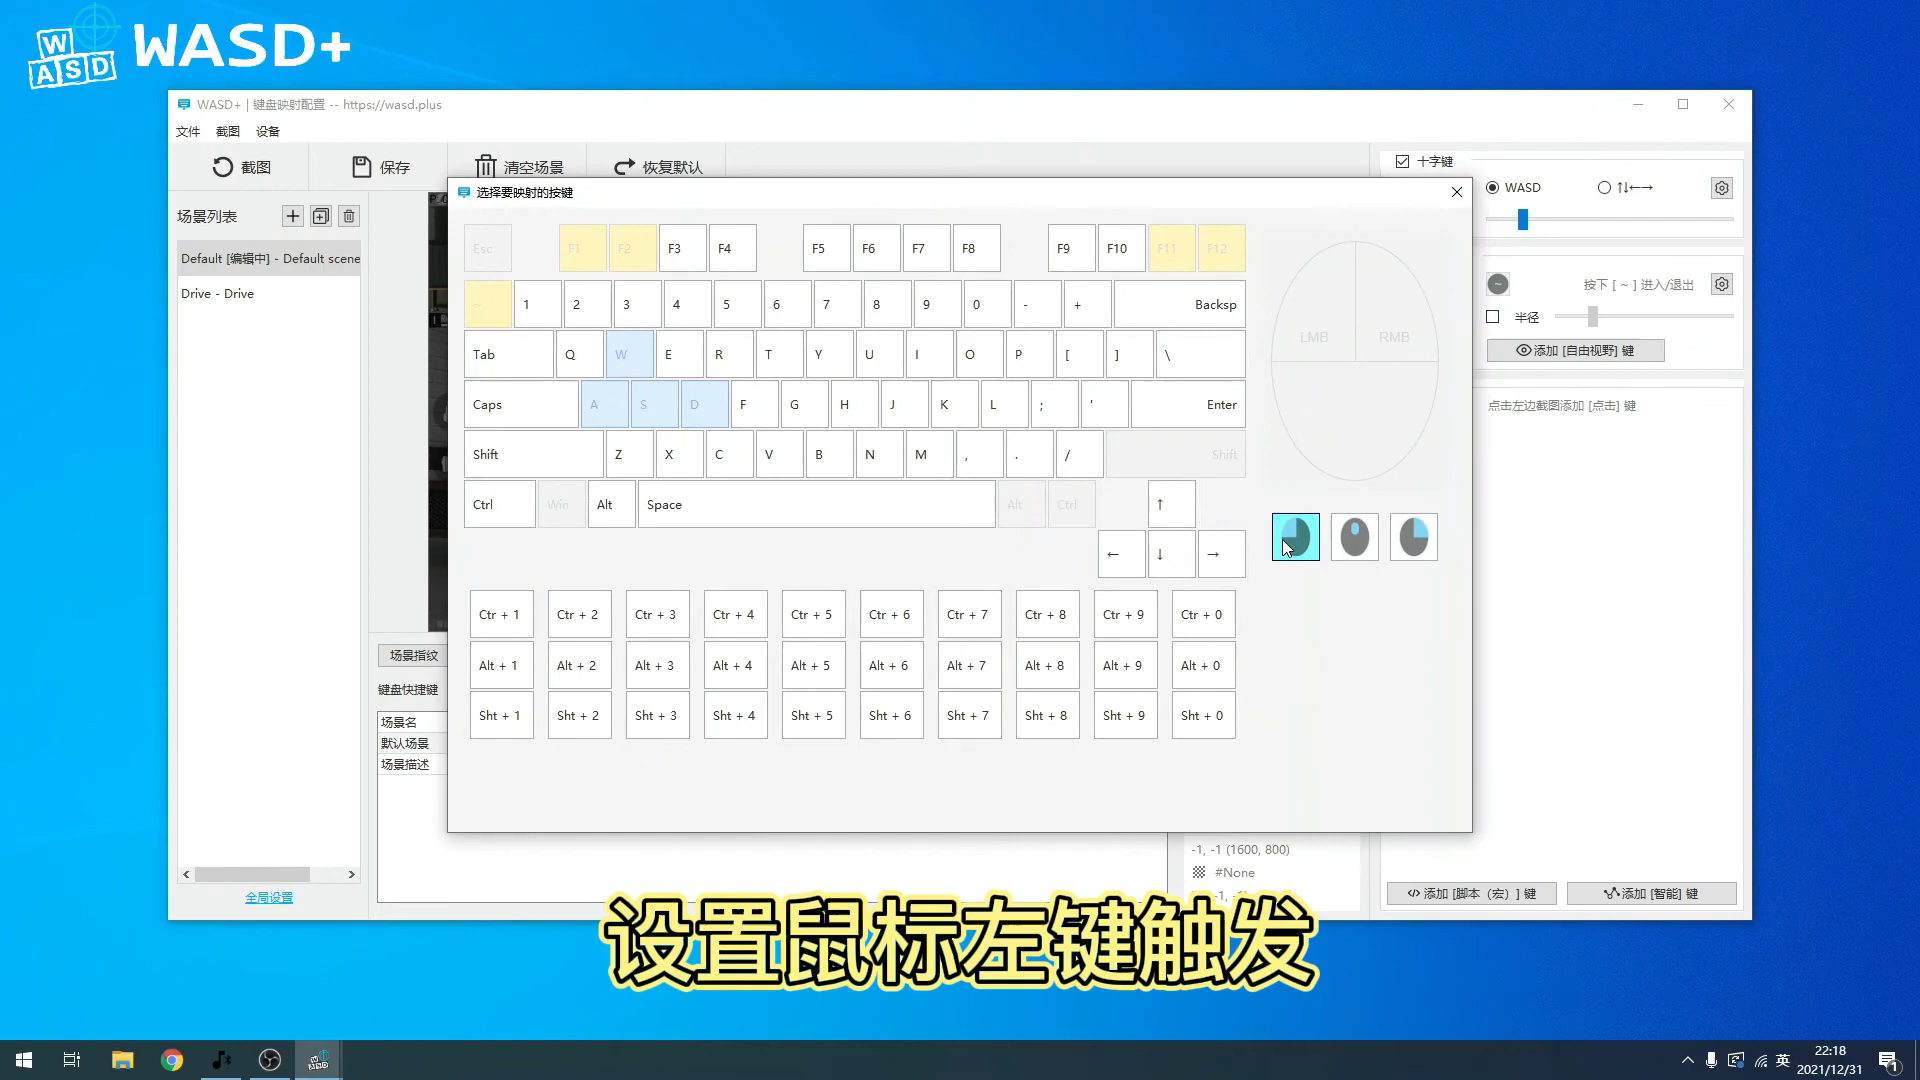 WASD+
WASD+ | 键盘映射配置 -- https://wasd.plus
文件 截图 设备
截图 保存 清空场景 恢复默认
场景列表
Default [编辑中] - Default scene
Drive - Drive
全局设置
场景指纹
键盘快捷键
场景名
默认场景
场景描述
选择要映射的按键
Esc F1 F2 F3 F4 F5 F6 F7 F8 F9 F10 F11 F12
~ 1 2 3 4 5 6 7 8 9 0 - + Backsp
Tab Q W E R T Y U I O P [ ] \
Caps A S D F G H J K L ; ' Enter
Shift Z X C V B N M , . / Shift
Ctrl Win Alt Space Alt Ctrl ↑
← ↓ →
LMB RMB
Ctr + 1 Ctr + 2 Ctr + 3 Ctr + 4 Ctr + 5 Ctr + 6 Ctr + 7 Ctr + 8 Ctr + 9 Ctr + 0
Alt + 1 Alt + 2 Alt + 3 Alt + 4 Alt + 5 Alt + 6 Alt + 7 Alt + 8 Alt + 9 Alt + 0
Sht + 1 Sht + 2 Sht + 3 Sht + 4 Sht + 5 Sht + 6 Sht + 7 Sht + 8 Sht + 9 Sht + 0
十字键
WASD ↑↓←→
~ 按下 [ ~ ] 进入/退出
半径
添加 [自由视野] 键
点击左边截图添加 [点击] 键
-1, -1 (1600, 800)
#None
添加 [脚本（宏）] 键 添加 [智能] 键
设置鼠标左键触发
英
22:18
2021/12/31
1